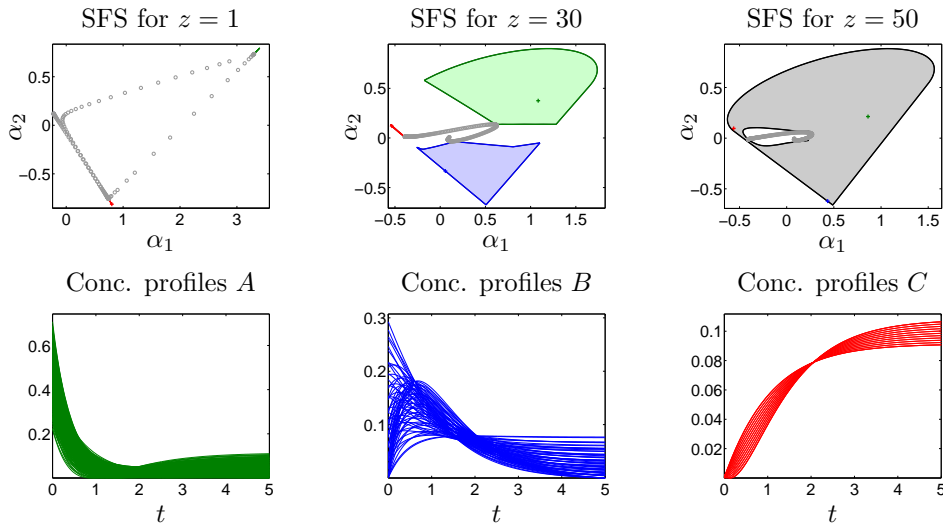 SFS for z = 1
SFS for z = 30
SFS for z = 50
0.5
0
−0.5
α₂
0 1 2 3
α₁
0.5
0
−0.5
α₂
−0.5 0 0.5 1 1.5
α₁
0.5
0
−0.5
α₂
−0.5 0 0.5 1 1.5
α₁
Conc. profiles A
Conc. profiles B
Conc. profiles C
0.6
0.4
0.2
0 1 2 3 4 5
t
0.3
0.2
0.1
0 1 2 3 4 5
t
0.1
0.08
0.06
0.04
0.02
0 1 2 3 4 5
t